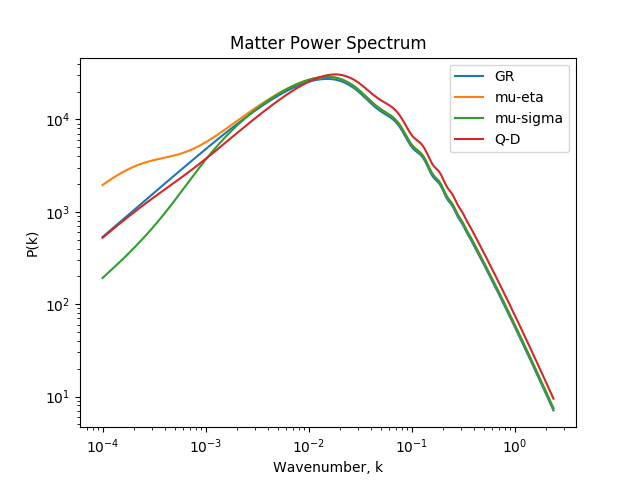 Matter Power Spectrum
GR
mu-eta
mu-sigma
Q-D
P(k)
10^4
10^3
10^2
10^1
10^-4
10^-3
10^-2
10^-1
10^0
Wavenumber, k